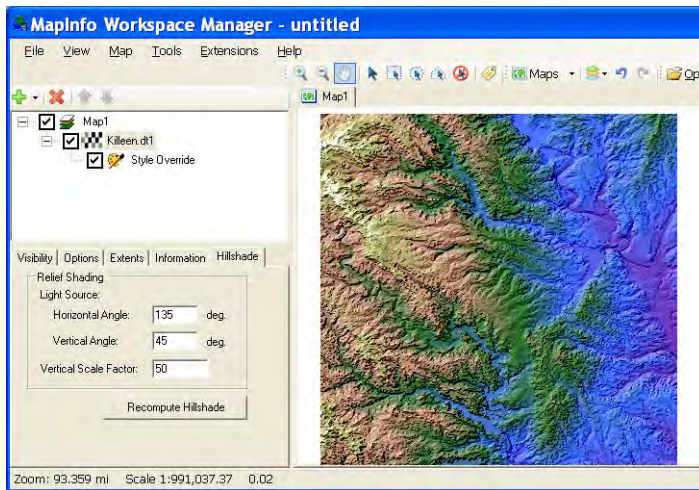 MapInfo Workspace Manager - untitled
File View Map Tools Extensions Help
Maps Op
Map1
Map1
Killeen.dt1
Style Override
Visibility Options Extents Information Hillshade
Relief Shading
Light Source:
Horizontal Angle: 135 deg.
Vertical Angle: 45 deg.
Vertical Scale Factor: 50
Recompute Hillshade
Zoom: 93.359 mi Scale 1:991,037.37 0.02